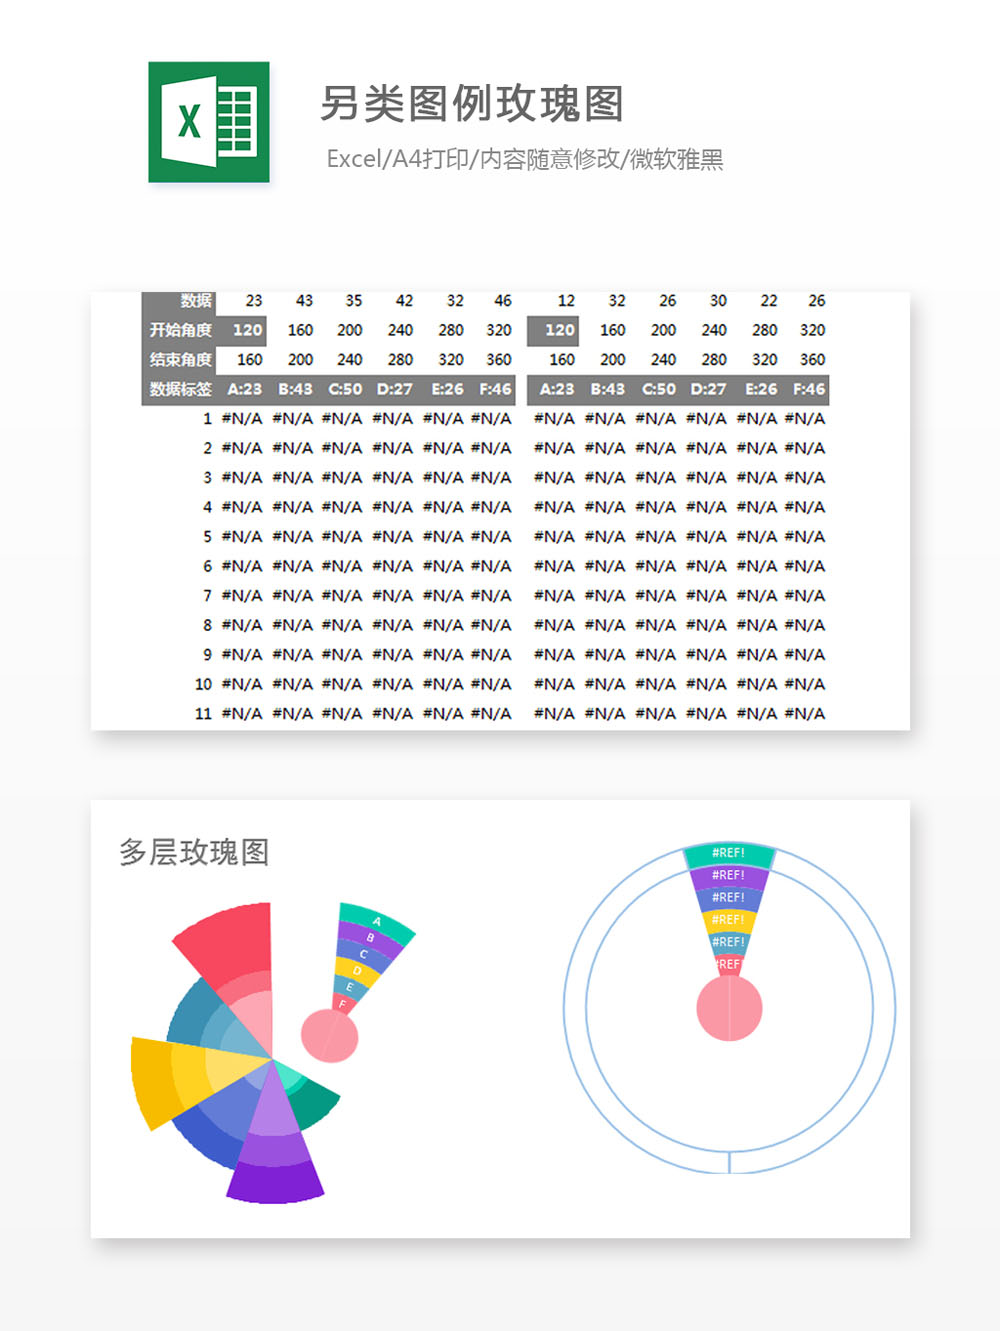 X
另类图例玫瑰图
Excel/A4打印/内容随意修改/微软雅黑
数据 23 43 35 42 32 46 12 32 26 30 22 26
开始角度 120 160 200 240 280 320 120 160 200 240 280 320
结束角度 160 200 240 280 320 360 160 200 240 280 320 360
数据标签 A:23 B:43 C:50 D:27 E:26 F:46 A:23 B:43 C:50 D:27 E:26 F:46
1 #N/A #N/A #N/A #N/A #N/A #N/A #N/A #N/A #N/A #N/A #N/A #N/A
2 #N/A #N/A #N/A #N/A #N/A #N/A #N/A #N/A #N/A #N/A #N/A #N/A
3 #N/A #N/A #N/A #N/A #N/A #N/A #N/A #N/A #N/A #N/A #N/A #N/A
4 #N/A #N/A #N/A #N/A #N/A #N/A #N/A #N/A #N/A #N/A #N/A #N/A
5 #N/A #N/A #N/A #N/A #N/A #N/A #N/A #N/A #N/A #N/A #N/A #N/A
6 #N/A #N/A #N/A #N/A #N/A #N/A #N/A #N/A #N/A #N/A #N/A #N/A
7 #N/A #N/A #N/A #N/A #N/A #N/A #N/A #N/A #N/A #N/A #N/A #N/A
8 #N/A #N/A #N/A #N/A #N/A #N/A #N/A #N/A #N/A #N/A #N/A #N/A
9 #N/A #N/A #N/A #N/A #N/A #N/A #N/A #N/A #N/A #N/A #N/A #N/A
10 #N/A #N/A #N/A #N/A #N/A #N/A #N/A #N/A #N/A #N/A #N/A #N/A
11 #N/A #N/A #N/A #N/A #N/A #N/A #N/A #N/A #N/A #N/A #N/A #N/A
多层玫瑰图
A
B
C
D
E
F
#REF!
#REF!
#REF!
#REF!
#REF!
#REF!